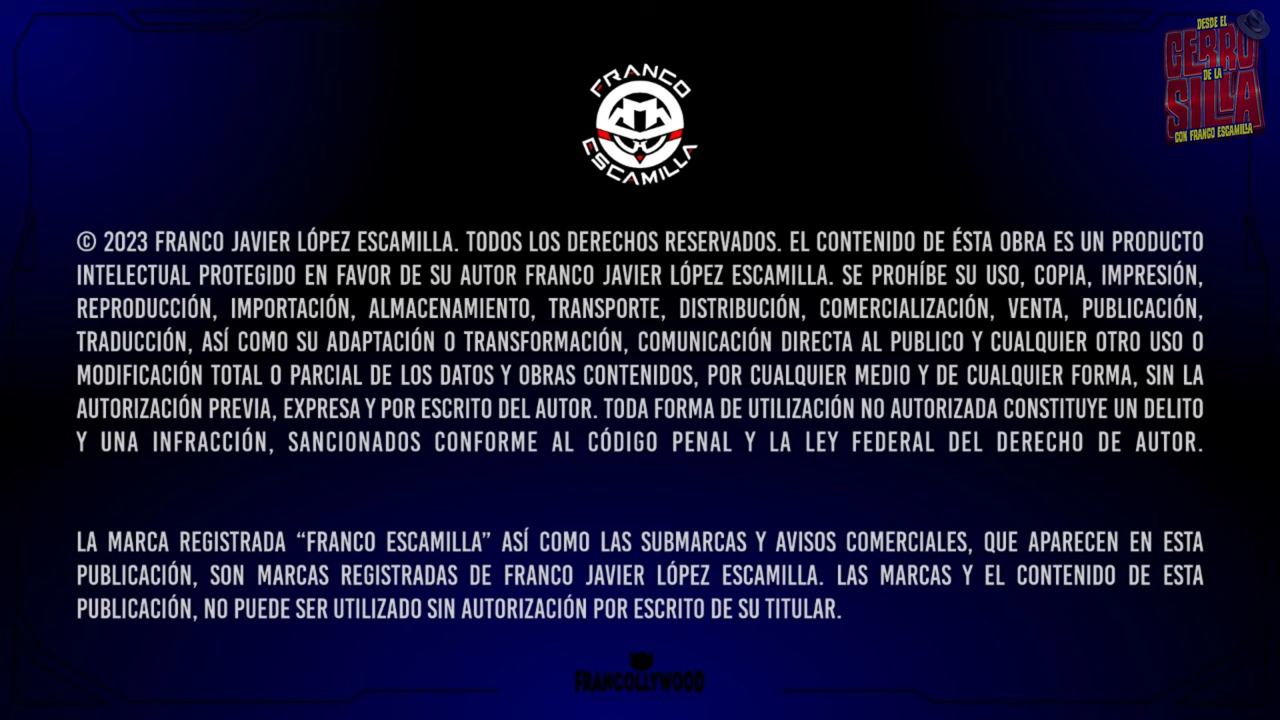 DESDE EL
CERRO
DE LA
SILLA
CON FRANCO ESCAMILLA
FRANCO
ESCAMILLA
© 2023 FRANCO JAVIER LÓPEZ ESCAMILLA. TODOS LOS DERECHOS RESERVADOS. EL CONTENIDO DE ÉSTA OBRA ES UN PRODUCTO
INTELECTUAL PROTEGIDO EN FAVOR DE SU AUTOR FRANCO JAVIER LÓPEZ ESCAMILLA. SE PROHÍBE SU USO, COPIA, IMPRESIÓN,
REPRODUCCIÓN, IMPORTACIÓN, ALMACENAMIENTO, TRANSPORTE, DISTRIBUCIÓN, COMERCIALIZACIÓN, VENTA, PUBLICACIÓN,
TRADUCCIÓN, ASÍ COMO SU ADAPTACIÓN O TRANSFORMACIÓN, COMUNICACIÓN DIRECTA AL PUBLICO Y CUALQUIER OTRO USO O
MODIFICACIÓN TOTAL O PARCIAL DE LOS DATOS Y OBRAS CONTENIDOS, POR CUALQUIER MEDIO Y DE CUALQUIER FORMA, SIN LA
AUTORIZACIÓN PREVIA, EXPRESA Y POR ESCRITO DEL AUTOR. TODA FORMA DE UTILIZACIÓN NO AUTORIZADA CONSTITUYE UN DELITO
Y UNA INFRACCIÓN, SANCIONADOS CONFORME AL CÓDIGO PENAL Y LA LEY FEDERAL DEL DERECHO DE AUTOR.
LA MARCA REGISTRADA “FRANCO ESCAMILLA” ASÍ COMO LAS SUBMARCAS Y AVISOS COMERCIALES, QUE APARECEN EN ESTA
PUBLICACIÓN, SON MARCAS REGISTRADAS DE FRANCO JAVIER LÓPEZ ESCAMILLA. LAS MARCAS Y EL CONTENIDO DE ESTA
PUBLICACIÓN, NO PUEDE SER UTILIZADO SIN AUTORIZACIÓN POR ESCRITO DE SU TITULAR.
FRANCOLLYWOOD